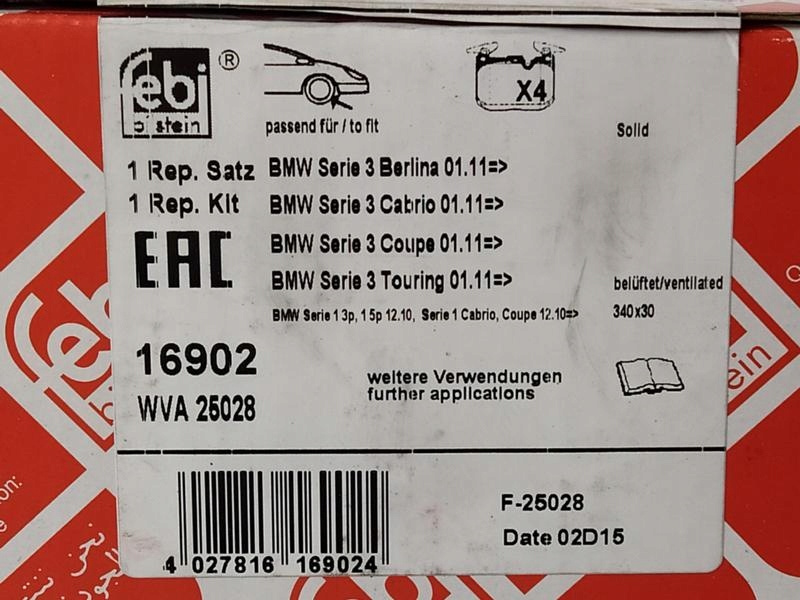 febi
bilstein
®
X4
passend für / to fit
Solid
1 Rep. Satz
1 Rep. Kit
BMW Serie 3 Berlina 01.11=>
BMW Serie 3 Cabrio 01.11=>
BMW Serie 3 Coupe 01.11=>
BMW Serie 3 Touring 01.11=>
EAC
belüftet/ventilated
BMW Serie 1 3p, 1 5p 12.10, Serie 1 Cabrio, Coupe 12.10=>
340x30
16902
WVA 25028
weitere Verwendungen
further applications
F-25028
Date 02D15
4 027816 169024
febi
bi
ein